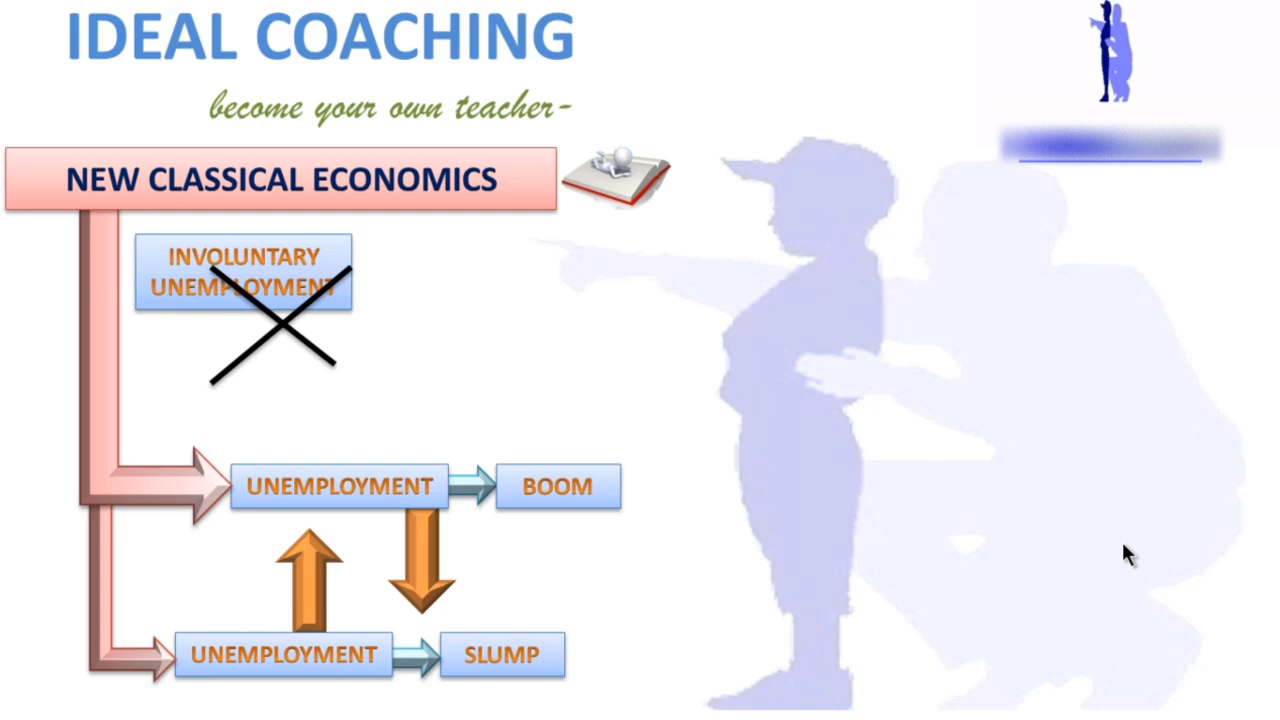 IDEAL COACHING
become your own teacher-
NEW CLASSICAL ECONOMICS
INVOLUNTARY
UNEMPLOYMENT
UNEMPLOYMENT
BOOM
UNEMPLOYMENT
SLUMP